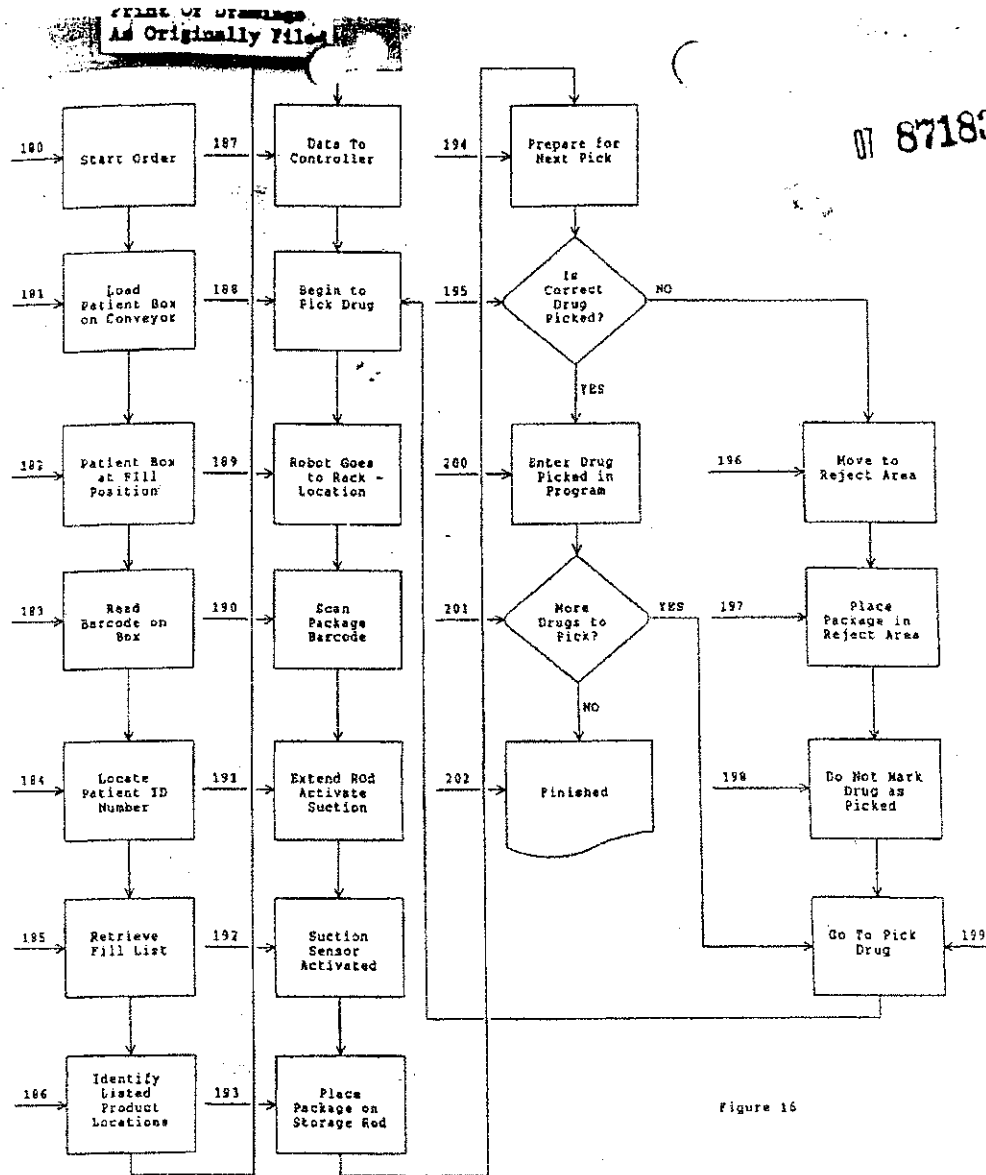 Print Of Drawings
As Originally Filed
07 87183
180
Start Order
181
Load
Patient Box
on Conveyor
182
Patient Box
at Fill
Position
183
Read
Barcode on
Box
184
Locate
Patient ID
Number
185
Retrieve
Fill List
186
Identify
Listed
Product
Locations
187
Data To
Controller
188
Begin to
Pick Drug
189
Robot Goes
to Rack -
Location
190
Scan
Package
Barcode
191
Extend Rod
Activate
Suction
192
Suction
Sensor
Activated
193
Place
Package on
Storage Rod
194
Prepare for
Next Pick
195
Is
Correct
Drug
Picked?
NO
YES
200
Enter Drug
Picked in
Program
201
More
Drugs to
Pick?
YES
NO
202
Finished
196
Move to
Reject Area
197
Place
Package in
Reject Area
198
Do Not Mark
Drug as
Picked
Go To Pick
Drug
199
Figure 16